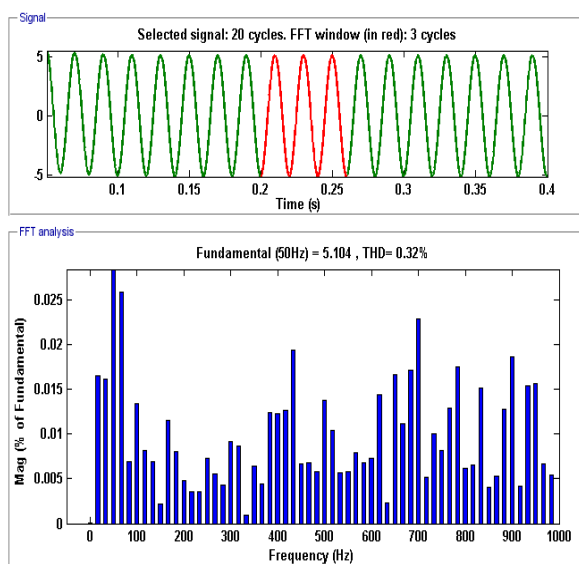 Signal
Selected signal: 20 cycles. FFT window (in red): 3 cycles
5
0
-5
0.1 0.15 0.2 0.25 0.3 0.35 0.4
Time (s)
FFT analysis
Fundamental (50Hz) = 5.104 , THD= 0.32%
0.025
0.02
0.015
0.01
0.005
0
Mag (% of Fundamental)
0 100 200 300 400 500 600 700 800 900 1000
Frequency (Hz)